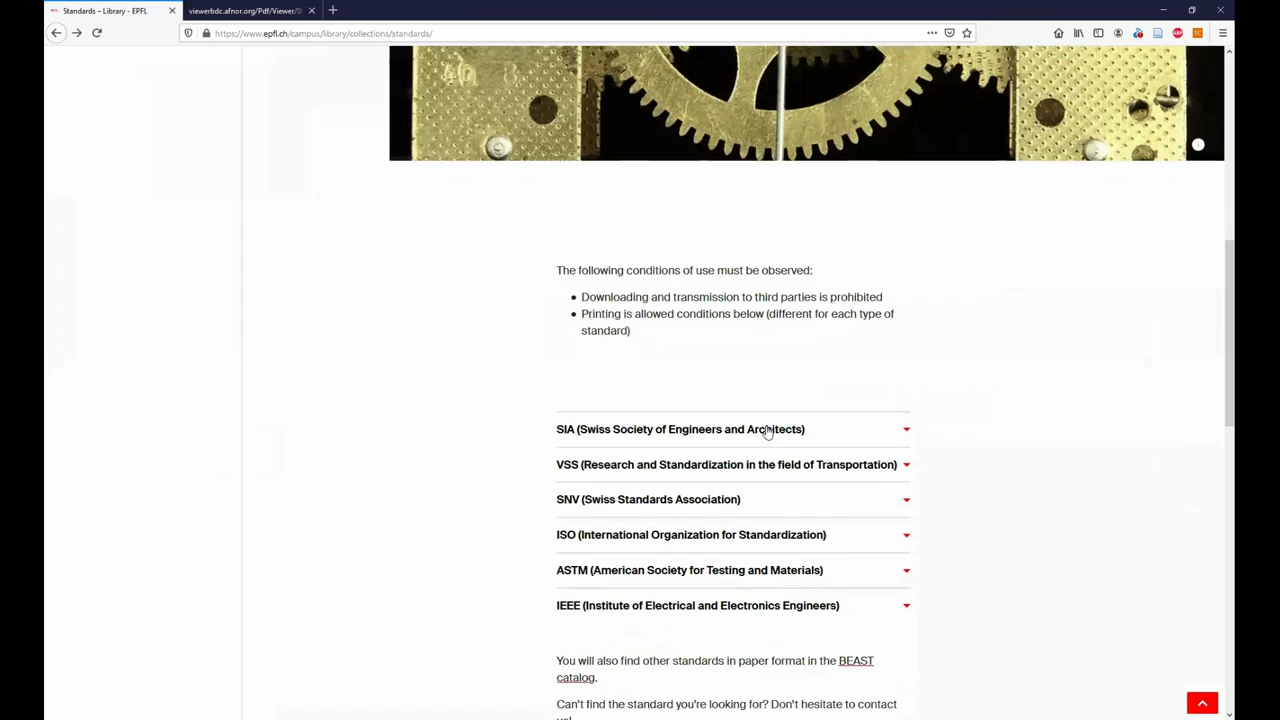 Standards – Library - EPFL
viewerbdc.afnor.org/Pdf/Viewer/
https://www.epfl.ch/campus/library/collections/standards/
The following conditions of use must be observed:
Downloading and transmission to third parties is prohibited
Printing is allowed conditions below (different for each type of
standard)
SIA (Swiss Society of Engineers and Architects)
VSS (Research and Standardization in the field of Transportation)
SNV (Swiss Standards Association)
ISO (International Organization for Standardization)
ASTM (American Society for Testing and Materials)
IEEE (Institute of Electrical and Electronics Engineers)
You will also find other standards in paper format in the BEAST
catalog.
Can't find the standard you're looking for? Don't hesitate to contact